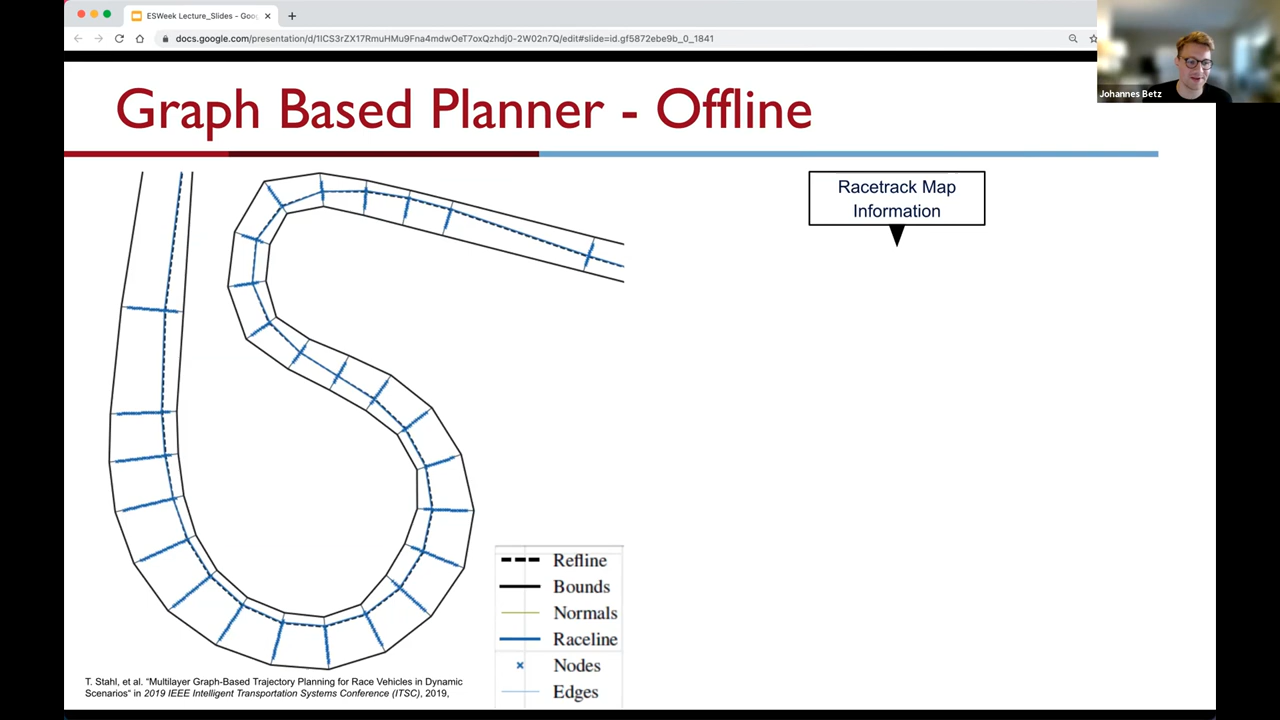 ESWeek Lecture_Slides - Goo
docs.google.com/presentation/d/1ICS3rZX17RmuHMu9Fna4mdwOeT7oxQzhdj0-2W02n7Q/edit#slide=id.gf5872ebe9b_0_1841
Johannes Betz
Graph Based Planner - Offline
Racetrack Map
Information
Refline
Bounds
Normals
Raceline
Nodes
Edges
T. Stahl, et al. “Multilayer Graph-Based Trajectory Planning for Race Vehicles in Dynamic
Scenarios“ in 2019 IEEE Intelligent Transportation Systems Conference (ITSC), 2019,